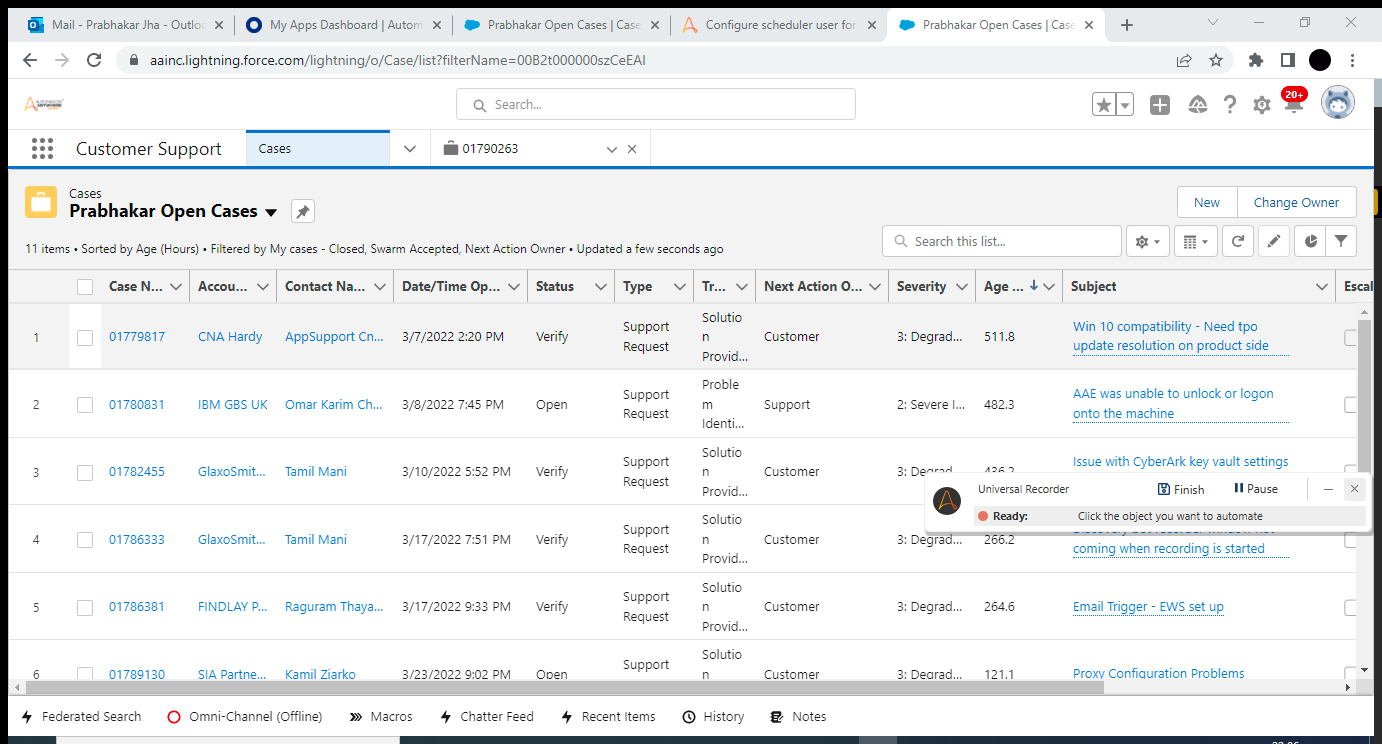 Mail - Prabhakar Jha - Outloo
My Apps Dashboard | Autom
Prabhakar Open Cases | Case
Configure scheduler user for
Prabhakar Open Cases | Case
aainc.lightning.force.com/lightning/o/Case/list?filterName=00B2t000000szCeEAI
Search...
20+
Customer Support
Cases
01790263
Cases
Prabhakar Open Cases
New
Change Owner
11 items • Sorted by Age (Hours) • Filtered by My cases - Closed, Swarm Accepted, Next Action Owner • Updated a few seconds ago
Search this list...
Case N... Accou... Contact Na... Date/Time Op... Status Type Tr... Next Action O... Severity Age ... Subject Escal
1 01779817 CNA Hardy AppSupport Cn... 3/7/2022 2:20 PM Verify Support Request Solution Provid... Customer 3: Degrad... 511.8 Win 10 compatibility - Need tpo update resolution on product side
2 01780831 IBM GBS UK Omar Karim Ch... 3/8/2022 7:45 PM Open Support Request Problem Identi... Support 2: Severe I... 482.3 AAE was unable to unlock or logon onto the machine
3 01782455 GlaxoSmit... Tamil Mani 3/10/2022 5:52 PM Verify Support Request Solution Provid... Customer 3: Degrad... 436.2 Issue with CyberArk key vault settings
Universal Recorder
Finish
Pause
Ready: Click the object you want to automate
4 01786333 GlaxoSmit... Tamil Mani 3/17/2022 7:51 PM Verify Support Request Solution Provid... Customer 3: Degrad... 266.2 Discovery Bot recorder window not coming when recording is started
5 01786381 FINDLAY P... Raguram Thaya... 3/17/2022 9:33 PM Verify Support Request Solution Provid... Customer 3: Degrad... 264.6 Email Trigger - EWS set up
6 01789130 SIA Partne... Kamil Ziarko 3/23/2022 9:02 PM Open Support Solution Customer 3: Degrad... 121.1 Proxy Configuration Problems
Federated Search
Omni-Channel (Offline)
Macros
Chatter Feed
Recent Items
History
Notes